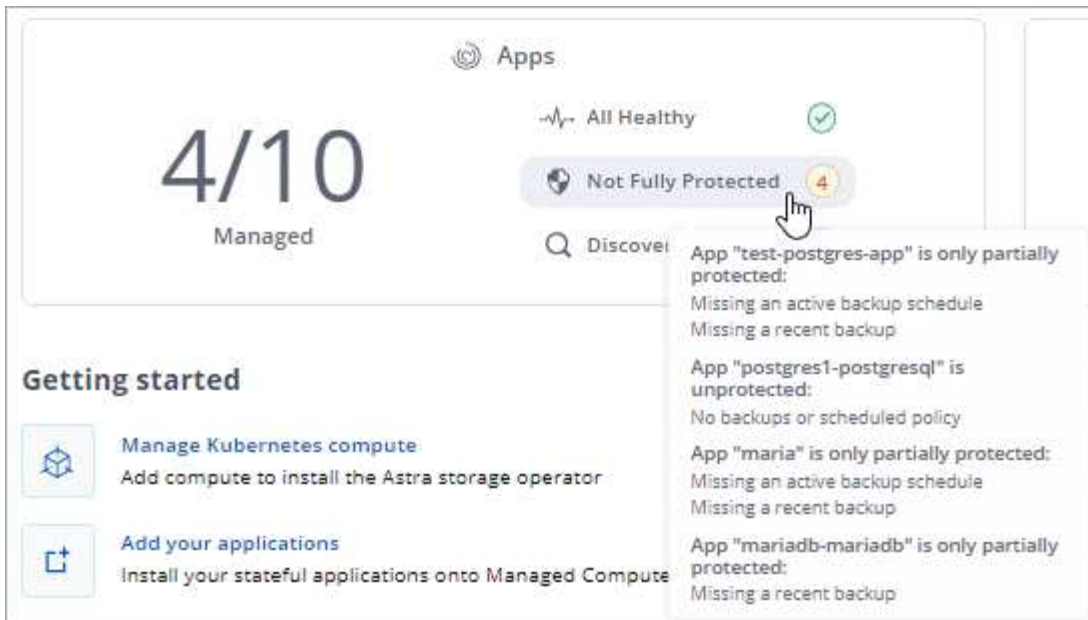 Apps
4/10
Managed
All Healthy
Not Fully Protected 4
Discove
App "test-postgres-app" is only partially
protected:
Missing an active backup schedule
Missing a recent backup
App "postgres1-postgresql" is
unprotected:
No backups or scheduled policy
App "maria" is only partially protected:
Missing an active backup schedule
Missing a recent backup
App "mariadb-mariadb" is only partially
protected:
Missing a recent backup
Getting started
Manage Kubernetes compute
Add compute to install the Astra storage operator
Add your applications
Install your stateful applications onto Managed Compute